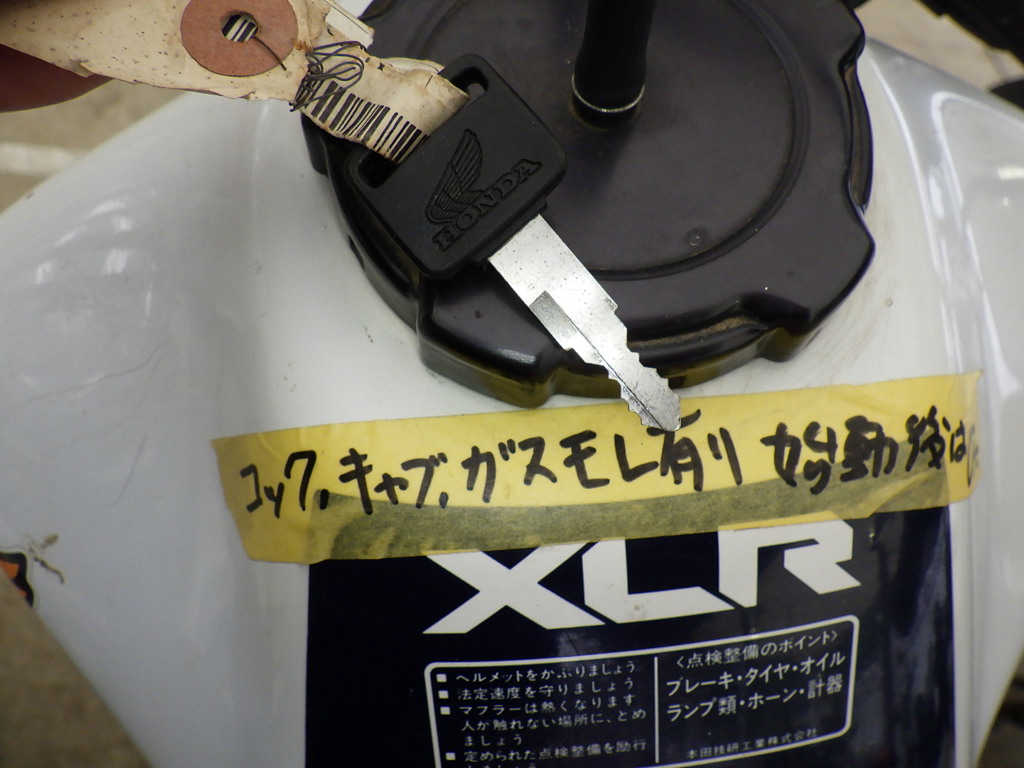 HONDA
コック,キャブ,ガスモレ有り 始動後は
XLR
■ ヘルメットをかぶりましょう
■ 法定速度を守りましょう
■ マフラーは熱くなります
人が触れない場所に、とめ
ましょう
■ 定められた点検整備を励行
〈点検整備のポイント〉
ブレーキ・タイヤ・オイル
ランプ類・ホーン・計器
本田技研工業株式会社